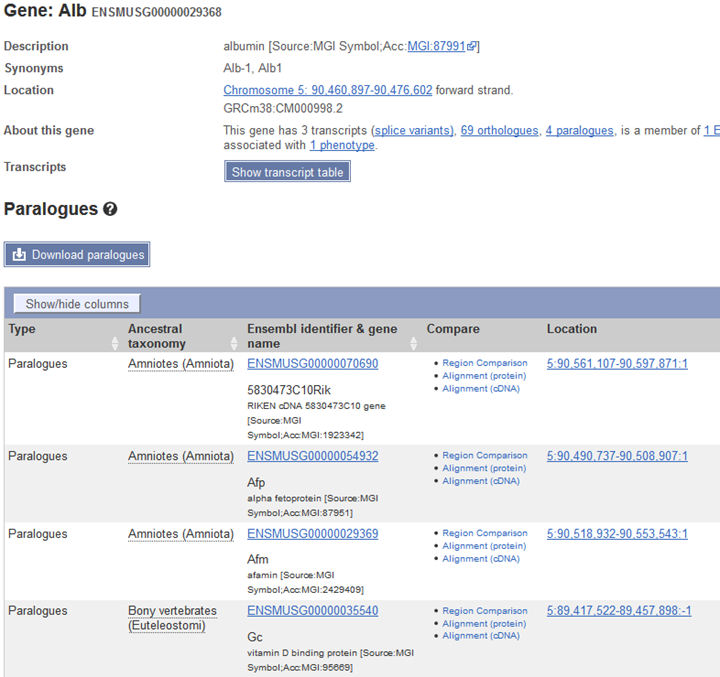 Gene: Alb ENSMUSG00000029368
Description albumin [Source:MGI Symbol;Acc:MGI:87991]
Synonyms Alb-1, Alb1
Location Chromosome 5: 90,460,897-90,476,602 forward strand.
GRCm38:CM000998.2
About this gene This gene has 3 transcripts (splice variants), 69 orthologues, 4 paralogues, is a member of 1 E
associated with 1 phenotype.
Transcripts Show transcript table
Paralogues ?
Download paralogues
Show/hide columns
Type Ancestral taxonomy Ensembl identifier & gene name Compare Location
Paralogues Amniotes (Amniota) ENSMUSG00000070690 • Region Comparison 5:90,561,107-90,597,871:1
• Alignment (protein)
• Alignment (cDNA)
5830473C10Rik
RIKEN cDNA 5830473C10 gene
[Source:MGI
Symbol;Acc:MGI:1923342]
Paralogues Amniotes (Amniota) ENSMUSG00000054932 • Region Comparison 5:90,490,737-90,508,907:1
• Alignment (protein)
• Alignment (cDNA)
Afp
alpha fetoprotein [Source:MGI
Symbol;Acc:MGI:87951]
Paralogues Amniotes (Amniota) ENSMUSG00000029369 • Region Comparison 5:90,518,932-90,553,543:1
• Alignment (protein)
• Alignment (cDNA)
Afm
afamin [Source:MGI
Symbol;Acc:MGI:2429409]
Paralogues Bony vertebrates (Euteleostomi) ENSMUSG00000035540 • Region Comparison 5:89,417,522-89,457,898:-1
• Alignment (protein)
• Alignment (cDNA)
Gc
vitamin D binding protein [Source:MGI
Symbol;Acc:MGI:95669]